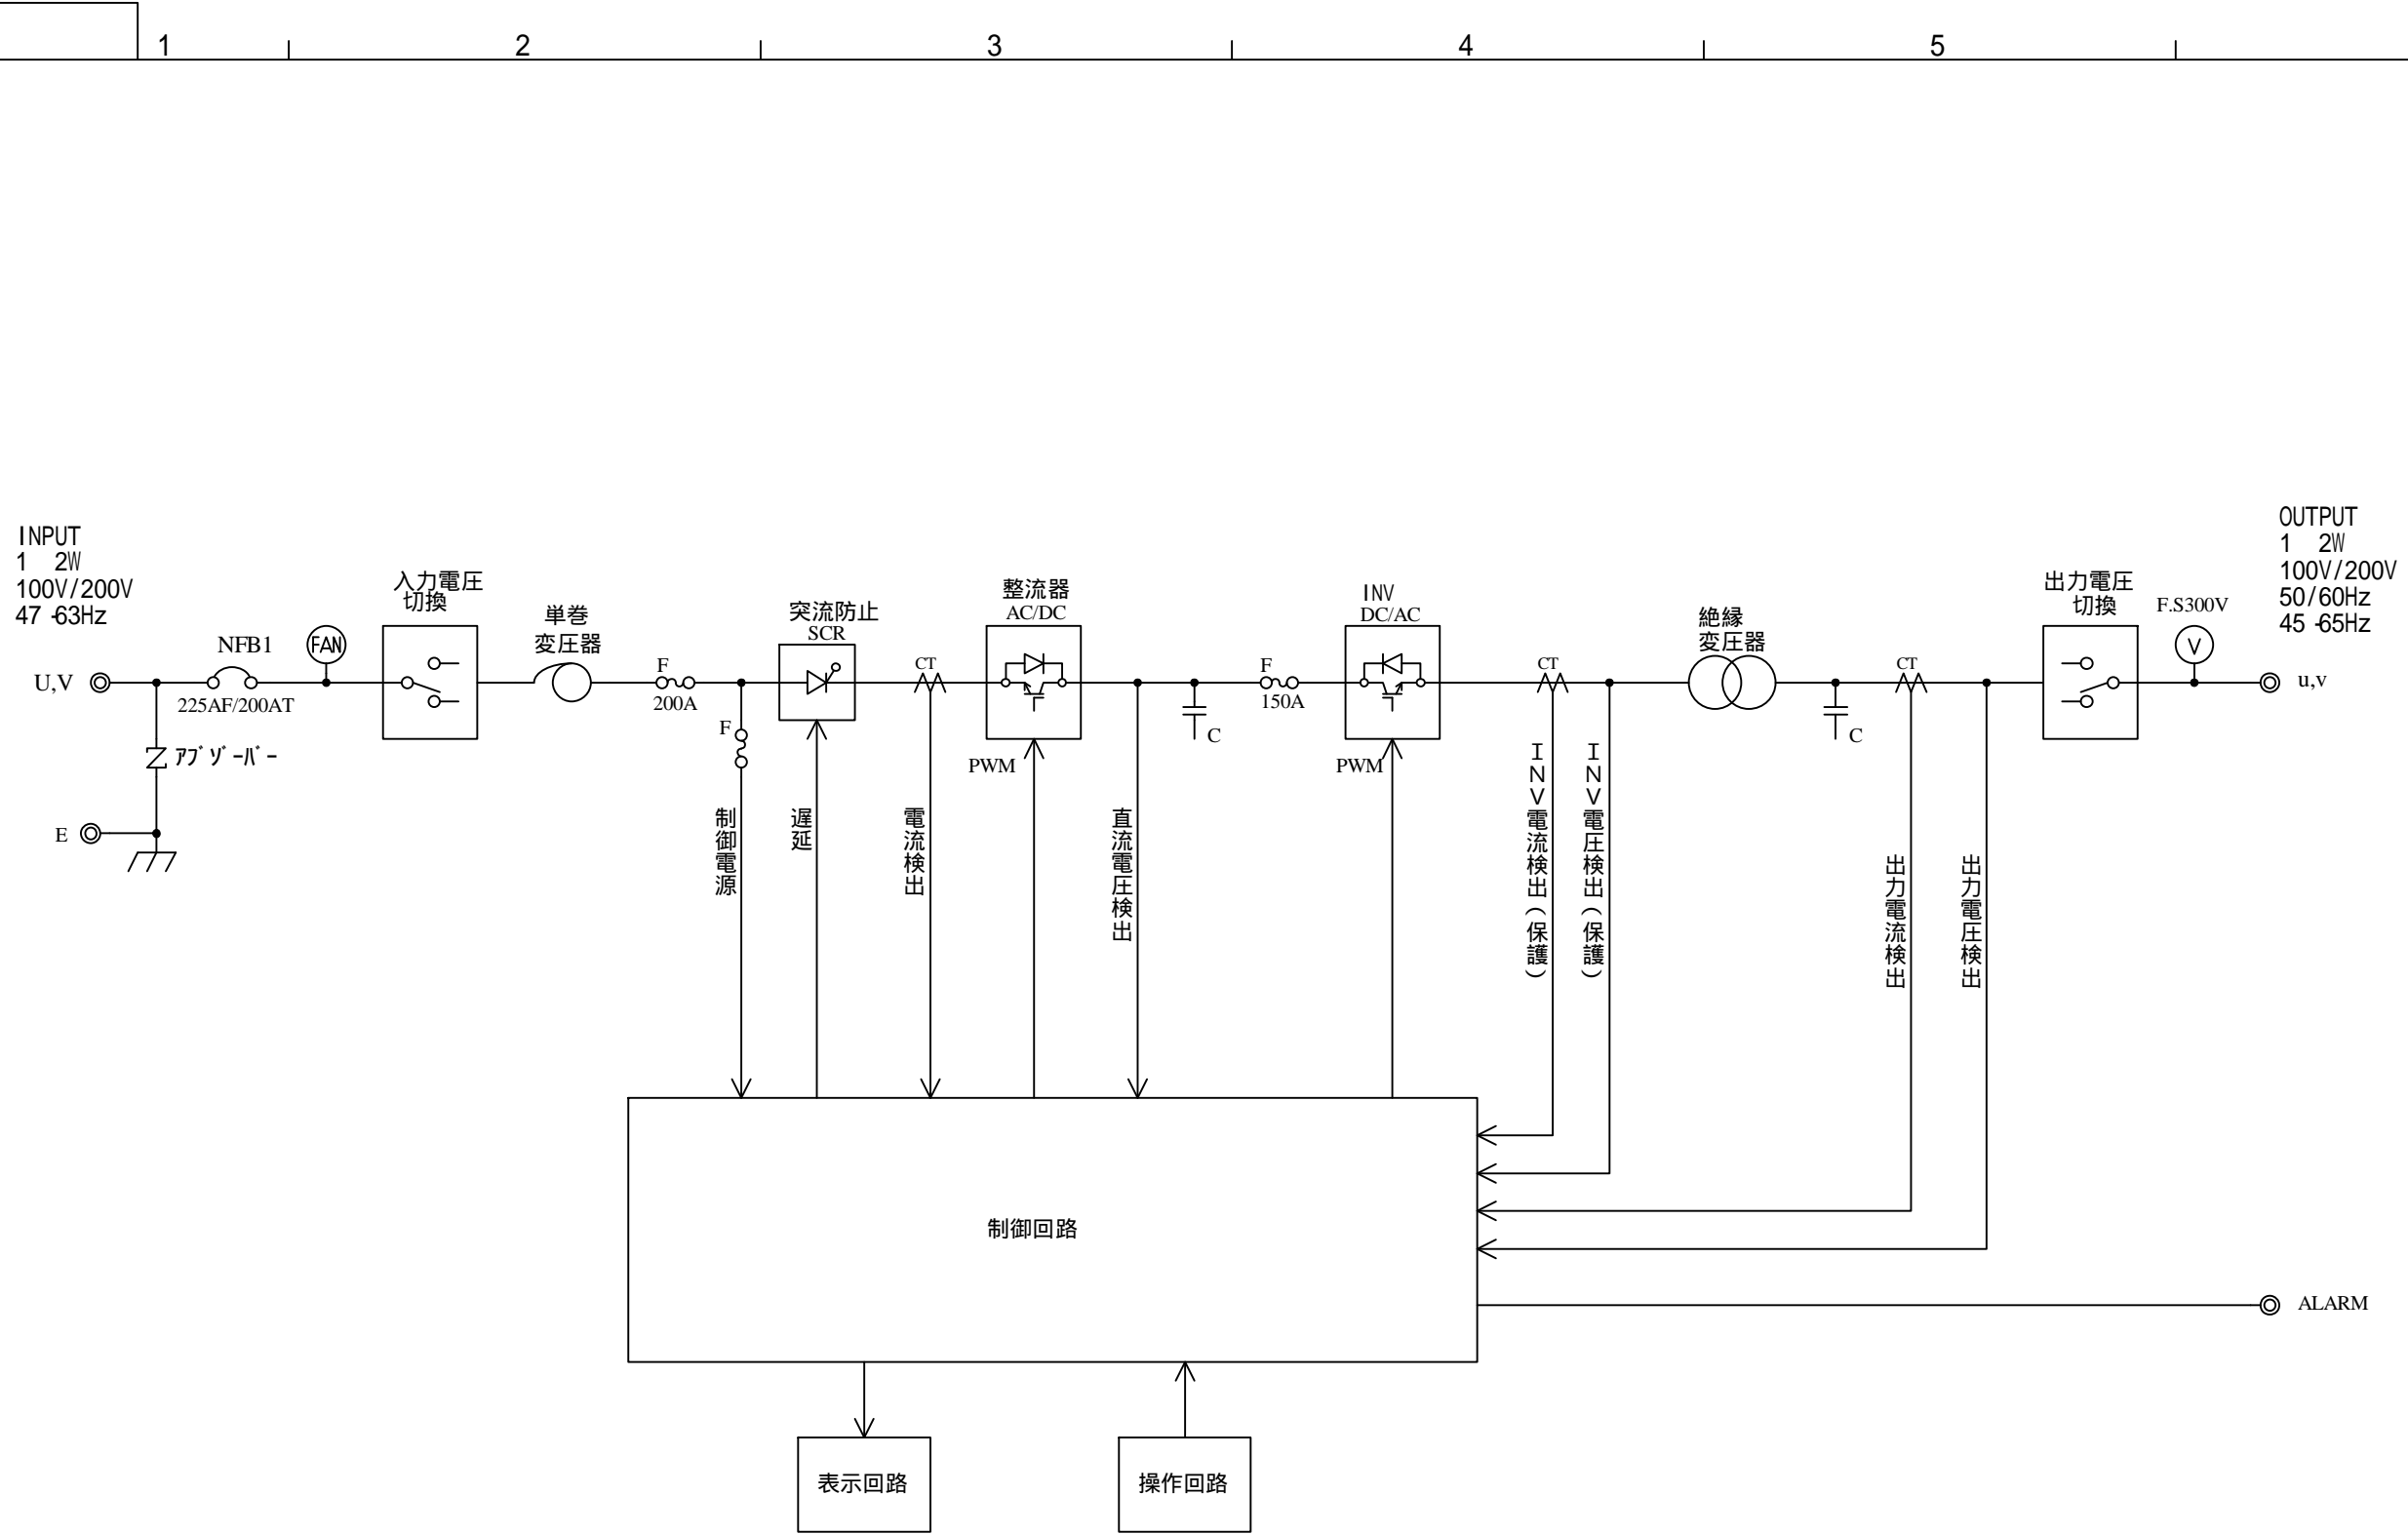 1 2 3 4 5
INPUT
1 2W
100V/200V
47 -63Hz
U,V
NFB1
225AF/200AT
アブゾーバー
E
FAN
入力電圧
切換
単巻
変圧器
F
200A
F
制御電源
突流防止
SCR
遅延
CT
電流検出
整流器
AC/DC
PWM
直流電圧検出
C
F
150A
INV
DC/AC
PWM
CT
INV電流検出(保護)
INV電圧検出(保護)
絶縁
変圧器
C
CT
出力電流検出
出力電圧検出
出力電圧
切換
F.S300V
V
OUTPUT
1 2W
100V/200V
50/60Hz
45 -65Hz
u,v
制御回路
ALARM
表示回路
操作回路